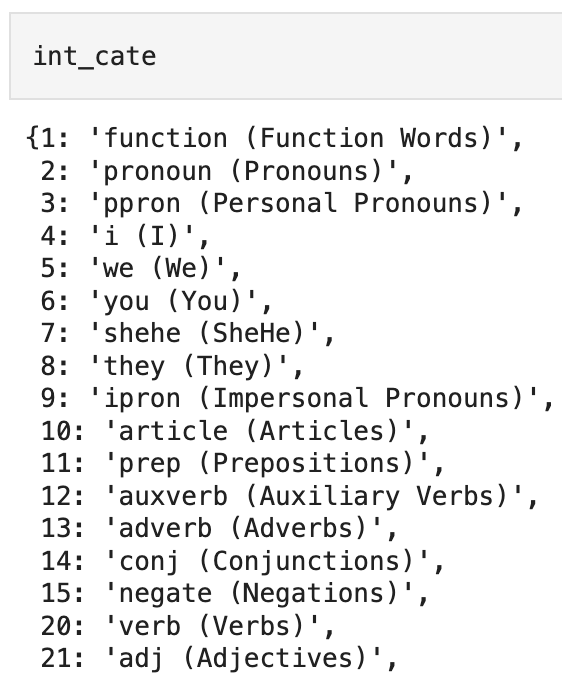 int_cate
{1: 'function (Function Words)',
2: 'pronoun (Pronouns)',
3: 'ppron (Personal Pronouns)',
4: 'i (I)',
5: 'we (We)',
6: 'you (You)',
7: 'shehe (SheHe)',
8: 'they (They)',
9: 'ipron (Impersonal Pronouns)',
10: 'article (Articles)',
11: 'prep (Prepositions)',
12: 'auxverb (Auxiliary Verbs)',
13: 'adverb (Adverbs)',
14: 'conj (Conjunctions)',
15: 'negate (Negations)',
20: 'verb (Verbs)',
21: 'adj (Adjectives)',